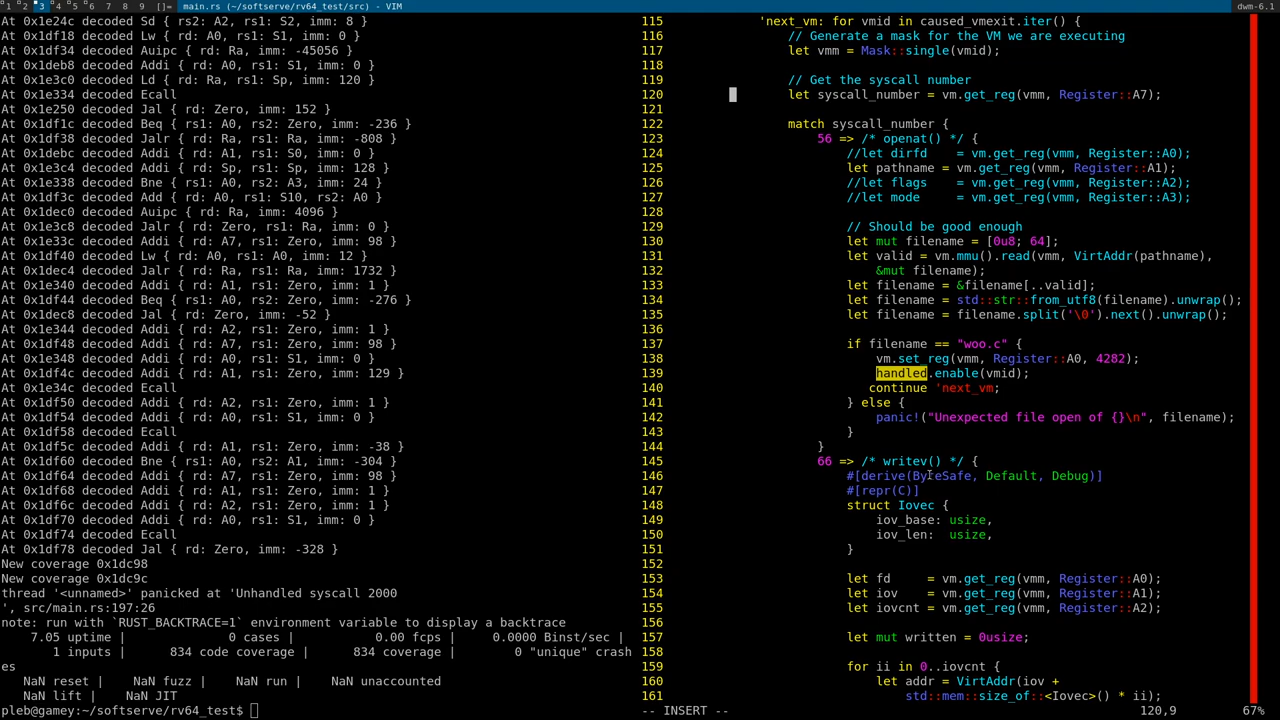 1 2 3 4 5 6 7 8 9 []= main.rs (~/softserve/rv64_test/src) - VIM dwm-6.1
At 0x1e24c decoded Sd { rs1: A2, rs2: S2, imm: 8 }
At 0x1df18 decoded Lw { rd: A0, rs1: S1, imm: 0 }
At 0x1df34 decoded Auipc { rd: Ra, imm: -45056 }
At 0x1deb8 decoded Addi { rd: A0, rs1: S1, imm: 0 }
At 0x1e3c0 decoded Ld { rd: Ra, rs1: Sp, imm: 120 }
At 0x1e334 decoded Ecall
At 0x1e250 decoded Jal { rd: Zero, imm: 152 }
At 0x1df1c decoded Beq { rs1: A0, rs2: Zero, imm: -236 }
At 0x1df38 decoded Jalr { rd: Ra, rs1: Ra, imm: -808 }
At 0x1debc decoded Addi { rd: A1, rs1: S0, imm: 0 }
At 0x1e3c4 decoded Addi { rd: Sp, rs1: Sp, imm: 128 }
At 0x1e338 decoded Bne { rs1: A0, rs2: A3, imm: 24 }
At 0x1df3c decoded Add { rd: A0, rs1: S10, rs2: A0 }
At 0x1dec0 decoded Auipc { rd: Ra, imm: 4096 }
At 0x1e3c8 decoded Jalr { rd: Zero, rs1: Ra, imm: 0 }
At 0x1e33c decoded Addi { rd: A7, rs1: Zero, imm: 98 }
At 0x1df40 decoded Lw { rd: A0, rs1: A0, imm: 12 }
At 0x1dec4 decoded Jalr { rd: Ra, rs1: Ra, imm: 1732 }
At 0x1e340 decoded Addi { rd: A1, rs1: Zero, imm: 1 }
At 0x1df44 decoded Beq { rs1: A0, rs2: Zero, imm: -276 }
At 0x1dec8 decoded Jal { rd: Zero, imm: -52 }
At 0x1e344 decoded Addi { rd: A2, rs1: Zero, imm: 1 }
At 0x1df48 decoded Addi { rd: A7, rs1: Zero, imm: 98 }
At 0x1e348 decoded Addi { rd: A0, rs1: S1, imm: 0 }
At 0x1df4c decoded Addi { rd: A1, rs1: Zero, imm: 129 }
At 0x1e34c decoded Ecall
At 0x1df50 decoded Addi { rd: A2, rs1: Zero, imm: 1 }
At 0x1df54 decoded Addi { rd: A0, rs1: S1, imm: 0 }
At 0x1df58 decoded Ecall
At 0x1df5c decoded Addi { rd: A1, rs1: Zero, imm: -38 }
At 0x1df60 decoded Bne { rs1: A0, rs2: A1, imm: -304 }
At 0x1df64 decoded Addi { rd: A7, rs1: Zero, imm: 98 }
At 0x1df68 decoded Addi { rd: A1, rs1: Zero, imm: 1 }
At 0x1df6c decoded Addi { rd: A2, rs1: Zero, imm: 1 }
At 0x1df70 decoded Addi { rd: A0, rs1: S1, imm: 0 }
At 0x1df74 decoded Ecall
At 0x1df78 decoded Jal { rd: Zero, imm: -328 }
New coverage 0x1dc98
New coverage 0x1dc9c
thread '<unnamed>' panicked at 'Unhandled syscall 2000
', src/main.rs:197:26
note: run with `RUST_BACKTRACE=1` environment variable to display a backtrace
7.05 uptime | 0 cases | 0.00 fcps | 0.0000 Binst/sec |
1 inputs | 834 code coverage | 834 coverage | 0 "unique" crash
es
NaN reset | NaN fuzz | NaN run | NaN unaccounted
NaN lift | NaN JIT
pleb@gamey:~/softserve/rv64_test$
115 'next_vm: for vmid in caused_vmexit.iter() {
116 // Generate a mask for the VM we are executing
117 let vmm = Mask::single(vmid);
118
119 // Get the syscall number
120 let syscall_number = vm.get_reg(vmm, Register::A7);
121
122 match syscall_number {
123 56 => /* openat() */ {
124 //let dirfd    = vm.get_reg(vmm, Register::A0);
125 let pathname = vm.get_reg(vmm, Register::A1);
126 //let flags    = vm.get_reg(vmm, Register::A2);
127 //let mode     = vm.get_reg(vmm, Register::A3);
128
129 // Should be good enough
130 let mut filename = [0u8; 64];
131 let valid = vm.mmu().read(vmm, VirtAddr(pathname),
132 &mut filename);
133 let filename = &filename[..valid];
134 let filename = std::str::from_utf8(filename).unwrap();
135 let filename = filename.split('\0').next().unwrap();
136
137 if filename == "woo.c" {
138 vm.set_reg(vmm, Register::A0, 4282);
139 handled.enable(vmid);
140 continue 'next_vm;
141 } else {
142 panic!("Unexpected file open of {}\n", filename);
143 }
144 }
145 66 => /* writev() */ {
146 #[derive(ByteSafe, Default, Debug)]
147 #[repr(C)]
148 struct Iovec {
149 iov_base: usize,
150 iov_len:  usize,
151 }
152
153 let fd     = vm.get_reg(vmm, Register::A0);
154 let iov    = vm.get_reg(vmm, Register::A1);
155 let iovcnt = vm.get_reg(vmm, Register::A2);
156
157 let mut written = 0usize;
158
159 for ii in 0..iovcnt {
160 let addr = VirtAddr(iov +
161 std::mem::size_of::<Iovec>() * ii);
-- INSERT -- 120,9 67%